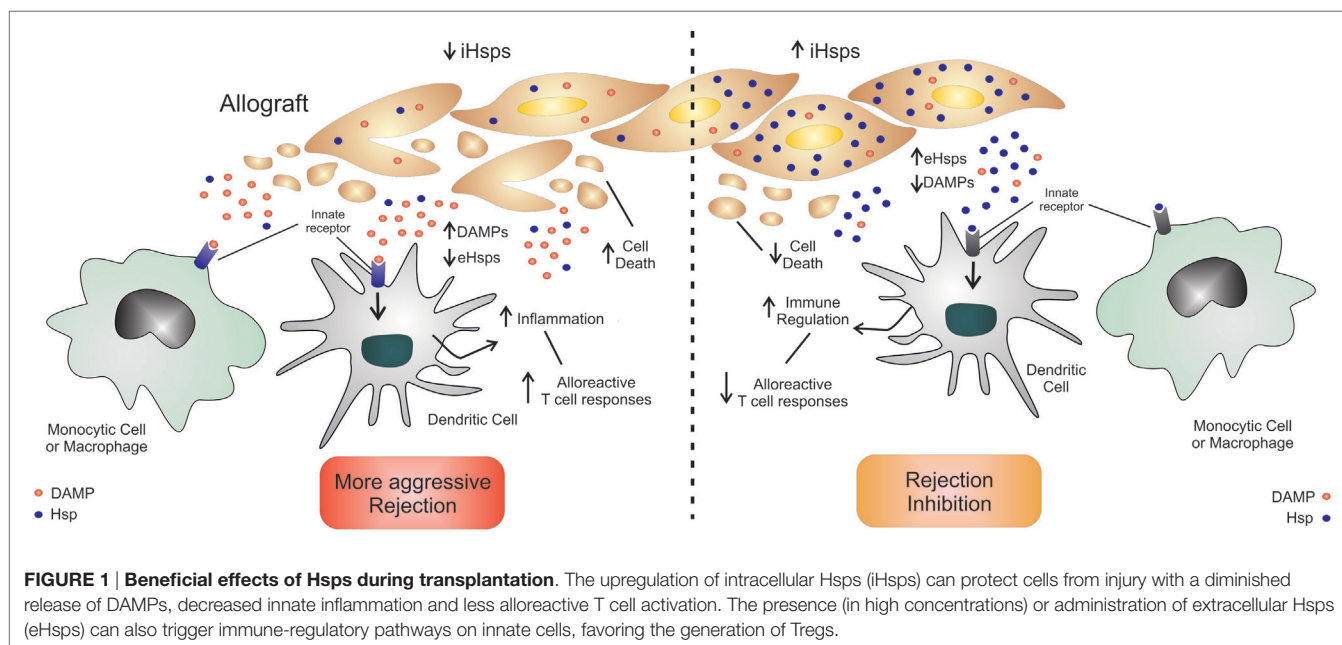 ↓ iHsps
↑ iHsps
Allograft
Innate
receptor
↑ DAMPs
↓ eHsps
↑ Cell
Death
↑ Inflammation
↑ Alloreactive
T cell responses
Dendritic Cell
Monocytic Cell
or Macrophage
More aggressive
Rejection
DAMP
Hsp
↑ eHsps
↓ DAMPs
Innate
receptor
↓ Cell
Death
↑ Immune
Regulation
↓ Alloreactive
T cell responses
Dendritic
Cell
Monocytic Cell
or Macrophage
Rejection
Inhibition
DAMP
Hsp
FIGURE 1 | Beneficial effects of Hsps during transplantation. The upregulation of intracellular Hsps (iHsps) can protect cells from injury with a diminished
release of DAMPs, decreased innate inflammation and less alloreactive T cell activation. The presence (in high concentrations) or administration of extracellular Hsps
(eHsps) can also trigger immune-regulatory pathways on innate cells, favoring the generation of Tregs.